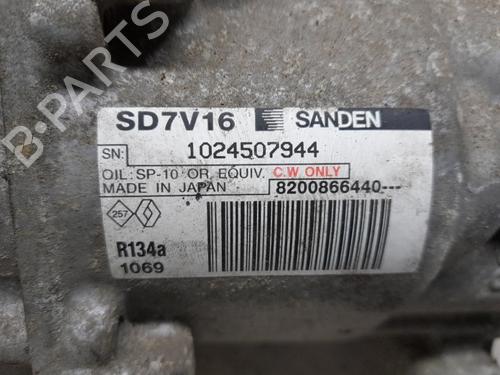 SD7V16 SANDEN
SN: 1024507944
OIL: SP-10 OR EQUIV. C.W ONLY
MADE IN JAPAN 8200866440---
257
R134a
1069
B-PARTS